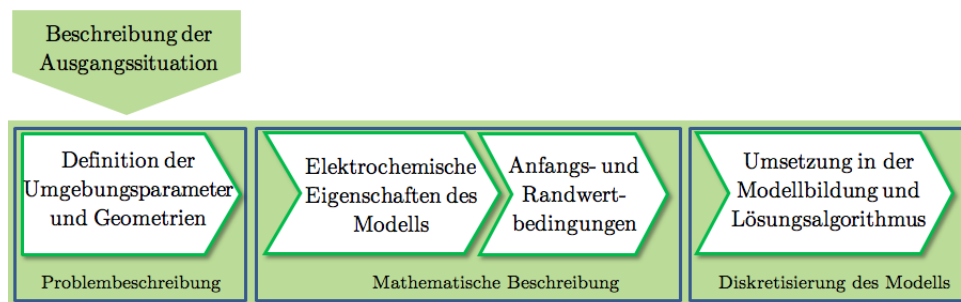 Beschreibung der
Ausgangssituation
Definition der
Umgebungsparameter
und Geometrien
Problembeschreibung
Elektrochemische
Eigenschaften des
Modells
Anfangs- und
Randwert-
bedingungen
Mathematische Beschreibung
Umsetzung in der
Modellbildung und
Lösungsalgorithmus
Diskretisierung des Modells